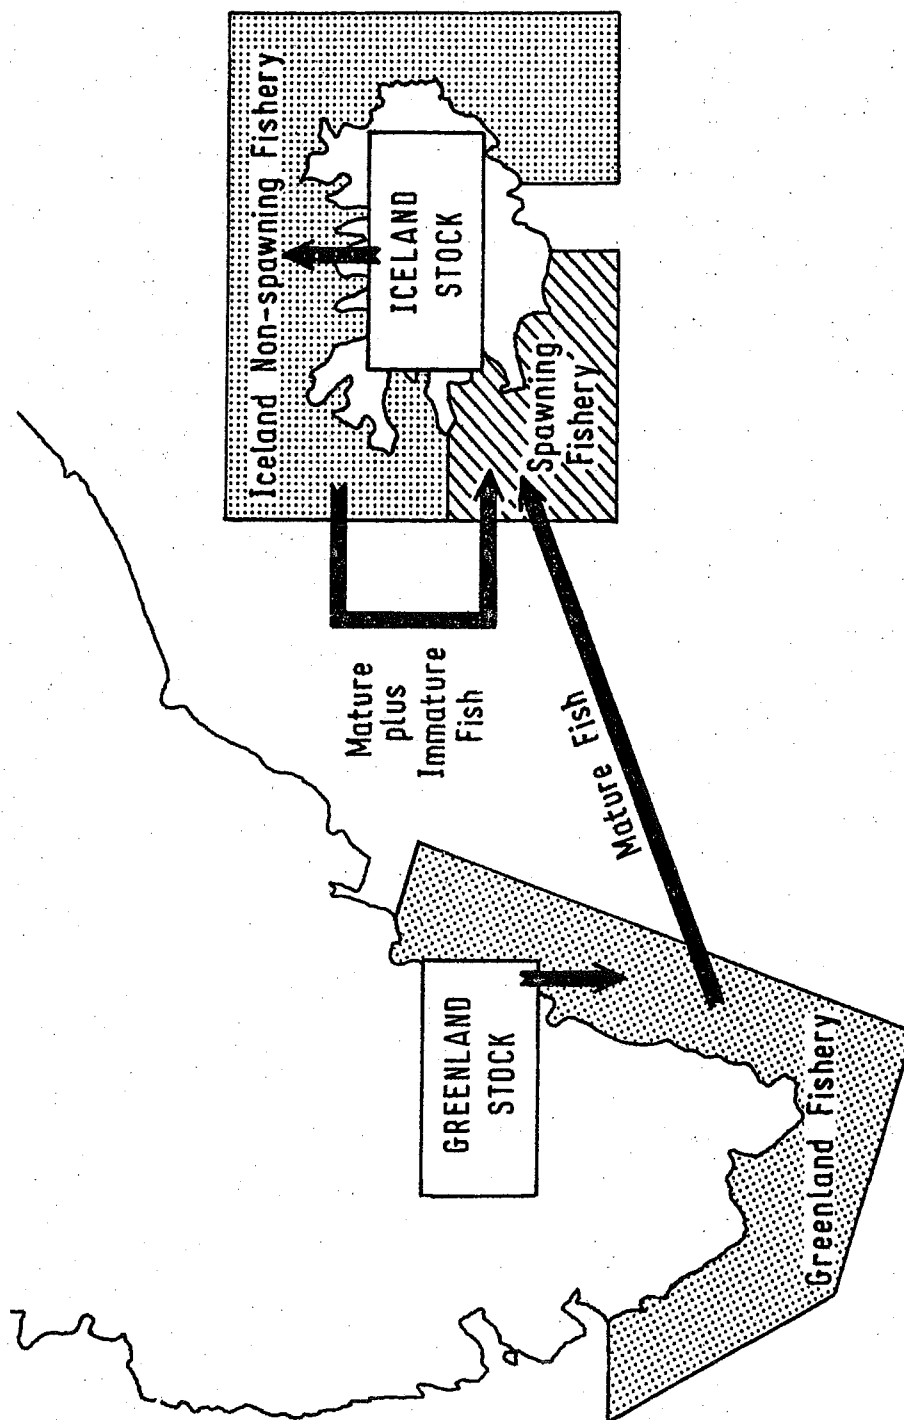 Iceland Non-spawning Fishery
ICELAND
STOCK
Spawning
Fishery
Mature
plus
Immature
Fish
Mature Fish
GREENLAND
STOCK
Greenland Fishery